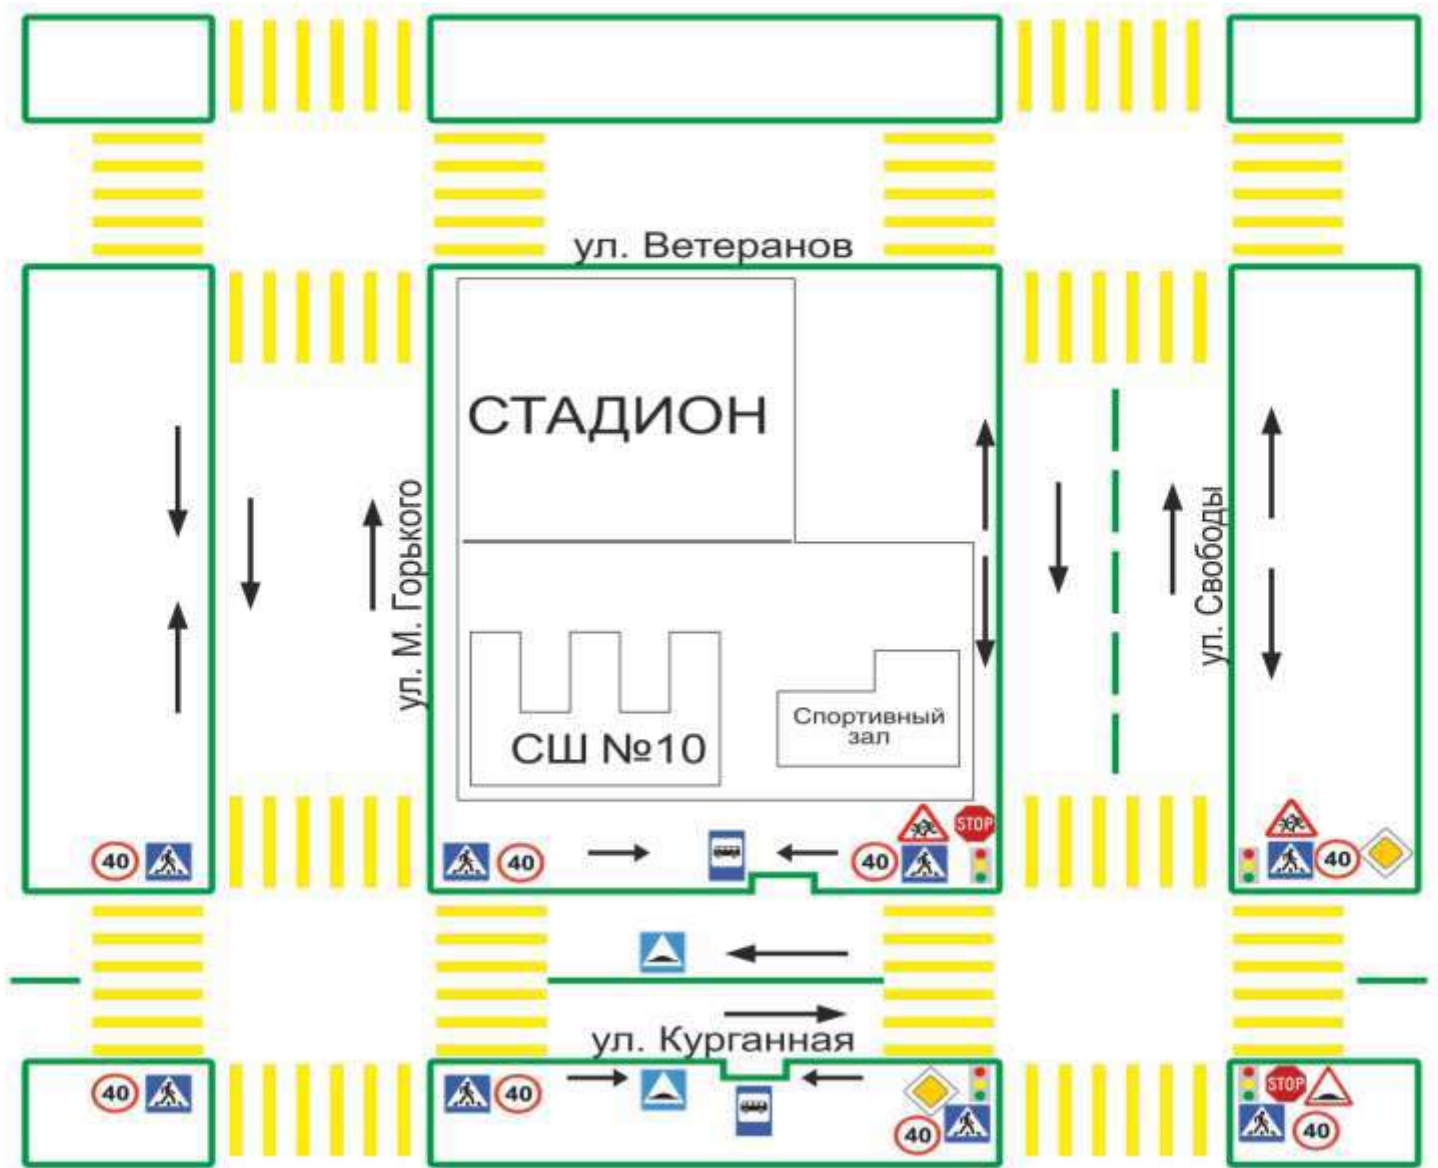 ул. Ветеранов
СТАДИОН
ул. М. Горького
ул. Свободы
СШ №10
Спортивный
зал
STOP
40
40
40
40
ул. Курганная
40
40
STOP
40
40